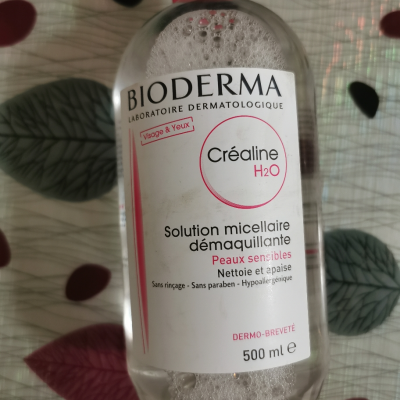 BIODERMA
LABORATOIRE DERMATOLOGIQUE
Visage & Yeux
Créaline
H2O
Solution micellaire
démaquillante
Peaux sensibles
Nettoie et apaise
Sans rinçage - Sans paraben - Hypoallergénique
DERMO-BREVETÉ
500 ml e